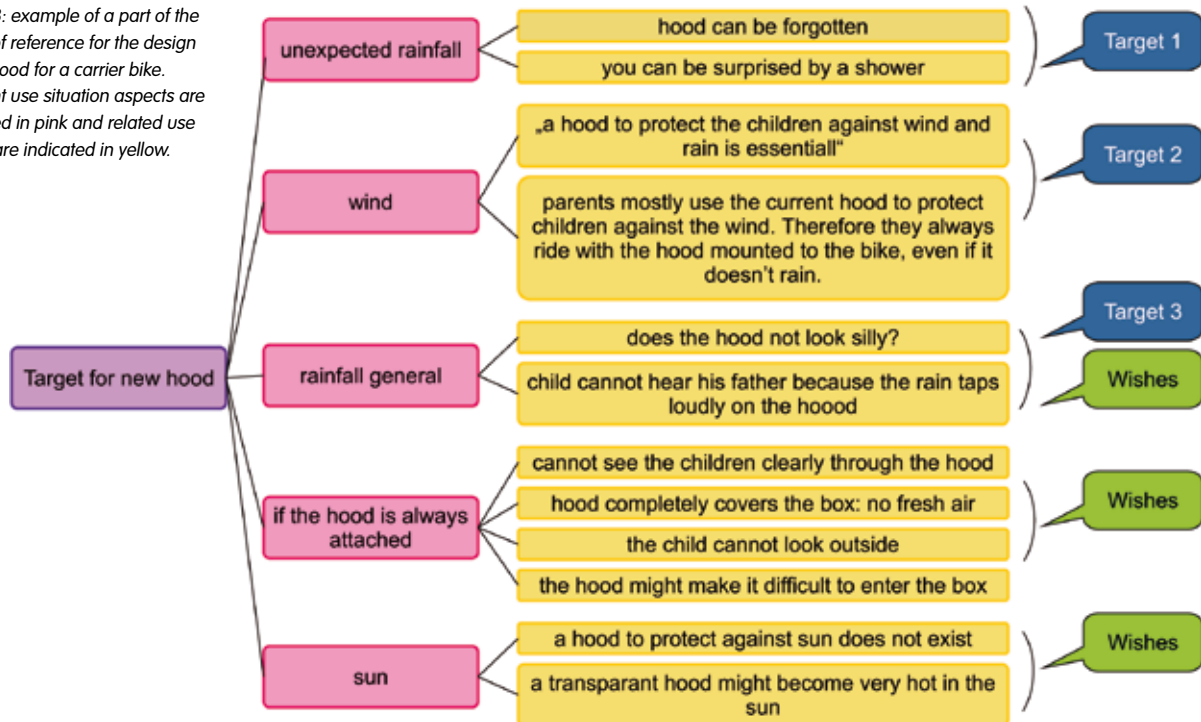 : example of a part of the
of reference for the design
ood for a carrier bike.
t use situation aspects are
ed in pink and related use
are indicated in yellow.
Target for new hood
unexpected rainfall
hood can be forgotten
you can be surprised by a shower
Target 1
wind
„a hood to protect the children against wind and
rain is essentiall“
parents mostly use the current hood to protect
children against the wind. Therefore they always
ride with the hood mounted to the bike, even if it
doesn't rain.
Target 2
rainfall general
does the hood not look silly?
child cannot hear his father because the rain taps
loudly on the hoood
Target 3
Wishes
if the hood is always
attached
cannot see the children clearly through the hood
hood completely covers the box: no fresh air
the child cannot look outside
the hood might make it difficult to enter the box
Wishes
sun
a hood to protect against sun does not exist
a transparant hood might become very hot in the
sun
Wishes